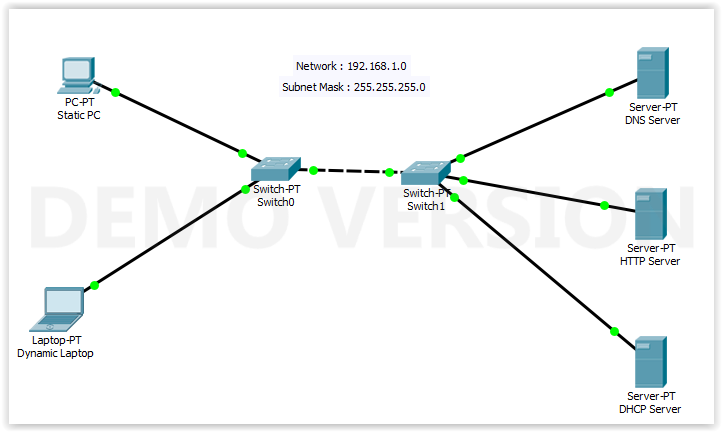 Network : 192.168.1.0
Subnet Mask : 255.255.255.0
PC-PT
Static PC
Server-PT
DNS Server
Switch-PT
Switch0
Switch-PT
Switch1
DEMO VERSION
Server-PT
HTTP Server
Laptop-PT
Dynamic Laptop
Server-PT
DHCP Server